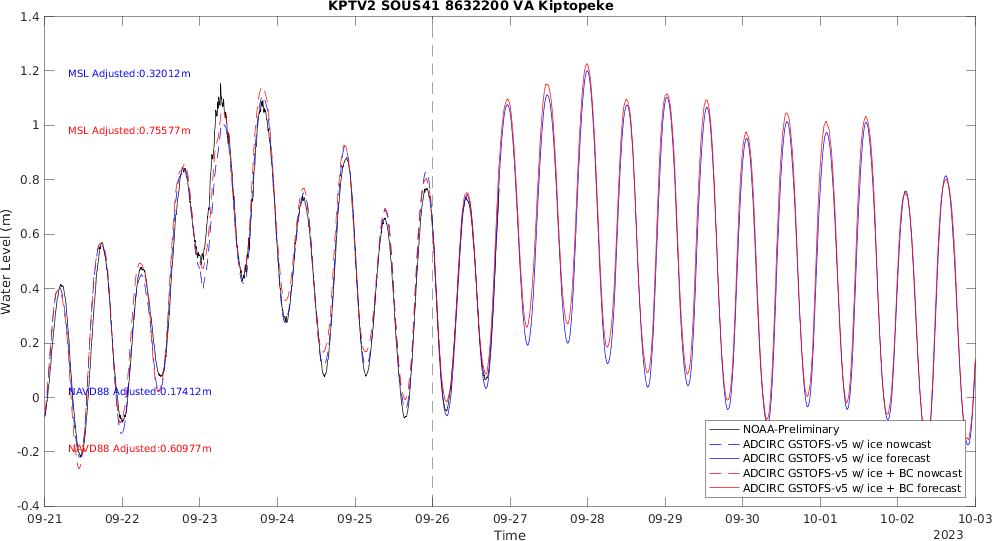 KPTV2 SOUS41 8632200 VA Kiptopeke
1.4
1.2
1
0.8
0.6
0.4
0.2
0
-0.2
-0.4
Water Level (m)
MSL Adjusted:0.32012m
MSL Adjusted:0.75577m
NAVD88 Adjusted:0.17412m
NAVD88 Adjusted:0.60977m
NOAA-Preliminary
ADCIRC GSTOFS-v5 w/ ice nowcast
ADCIRC GSTOFS-v5 w/ ice forecast
ADCIRC GSTOFS-v5 w/ ice + BC nowcast
ADCIRC GSTOFS-v5 w/ ice + BC forecast
09-21 09-22 09-23 09-24 09-25 09-26 09-27 09-28 09-29 09-30 10-01 10-02 10-03
Time
2023